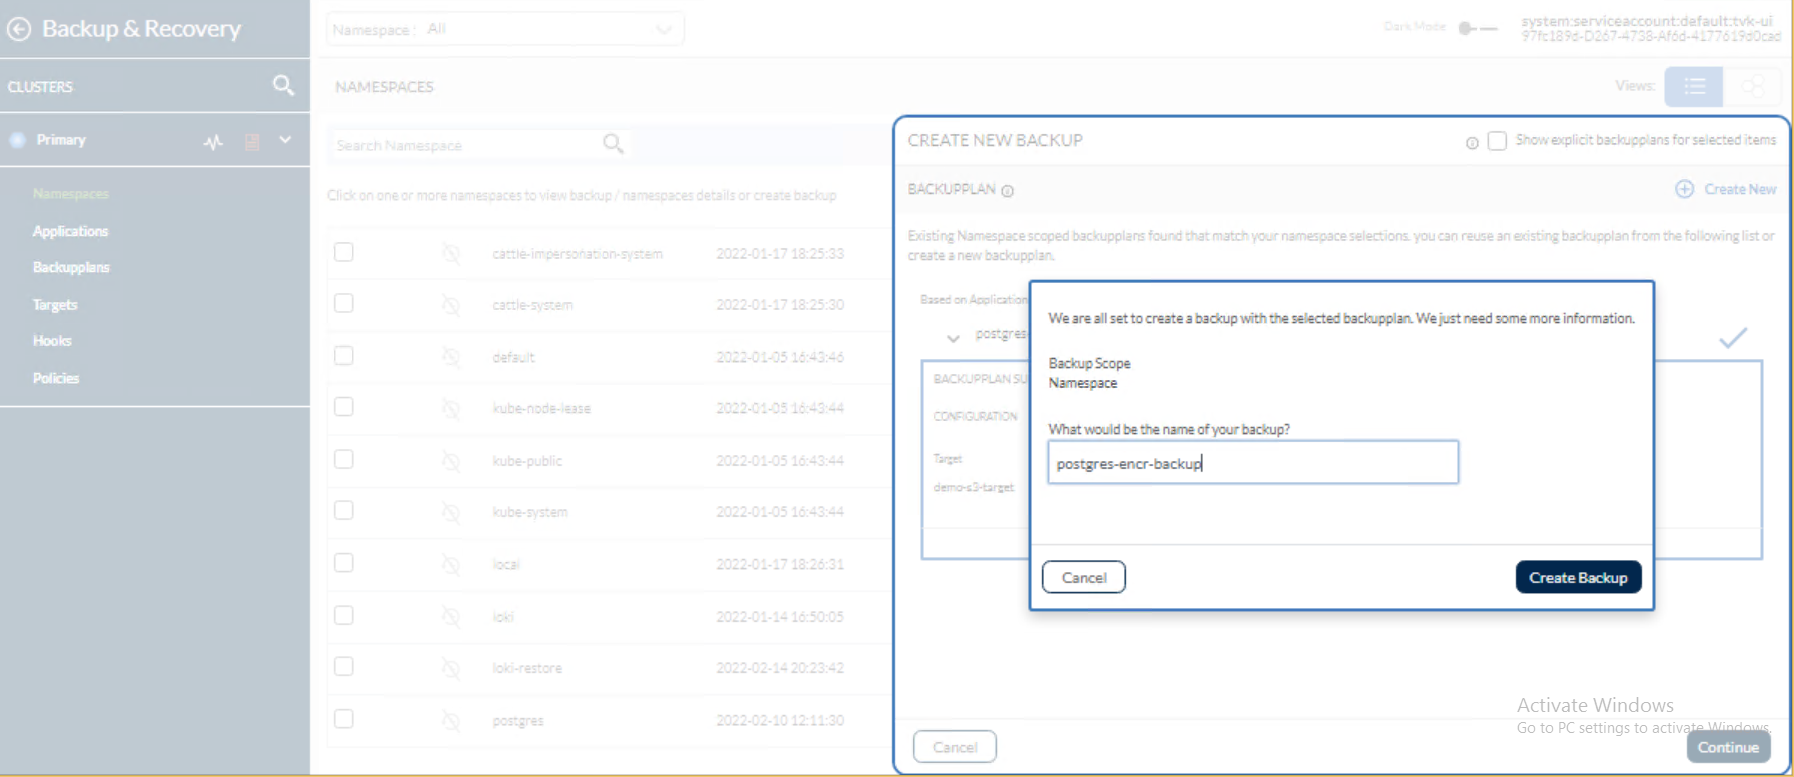 Backup & Recovery
Namespace : All
Dark Mode
system:serviceaccount:default:tvk-ui
97fc189d-D267-4738-Af6d-4177619d0cad
CLUSTERS
NAMESPACES
Views:
Primary
Search Namespace
CREATE NEW BACKUP
Show explicit backupplans for selected items
Namespaces
Applications
Backupplans
Targets
Hooks
Policies
Click on one or more namespaces to view backup / namespaces details or create backup
BACKUPPLAN
Create New
Existing Namespace scoped backupplans found that match your namespace selections. you can reuse an existing backupplan from the following list or
create a new backupplan.
cattle-impersonation-system 2022-01-17 18:25:33
cattle-system 2022-01-17 18:25:30
default 2022-01-05 16:43:46
kube-node-lease 2022-01-05 16:43:44
kube-public 2022-01-05 16:43:44
kube-system 2022-01-05 16:43:44
local 2022-01-17 18:26:31
loki 2022-01-14 16:50:05
loki-restore 2022-02-14 20:23:42
postgres 2022-02-10 12:11:30
Based on Application
postgres-
BACKUPPLAN SU
CONFIGURATION
Target
demo-s3-target
We are all set to create a backup with the selected backupplan. We just need some more information.
Backup Scope
Namespace
What would be the name of your backup?
postgres-encr-backup
Cancel
Create Backup
Activate Windows
Go to PC settings to activate Windows.
Cancel
Continue